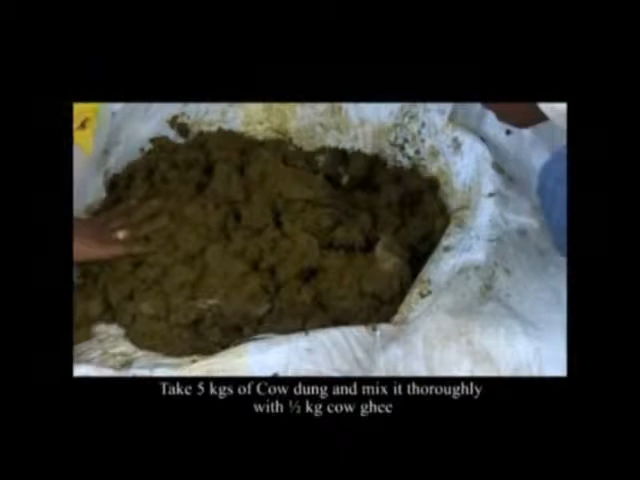 Take 5 kgs of Cow dung and mix it thoroughly
with ½ kg cow ghee